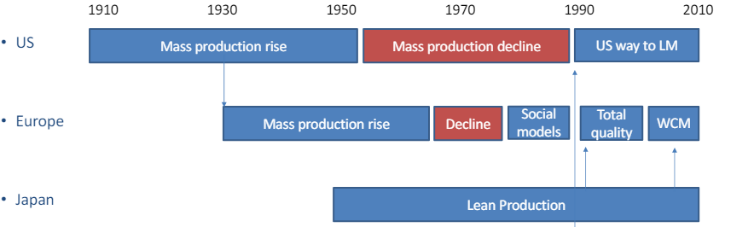 1910 1930 1950 1970 1990 2010
• US Mass production rise Mass production decline US way to LM
• Europe Mass production rise Decline Social models Total quality WCM
• Japan Lean Production